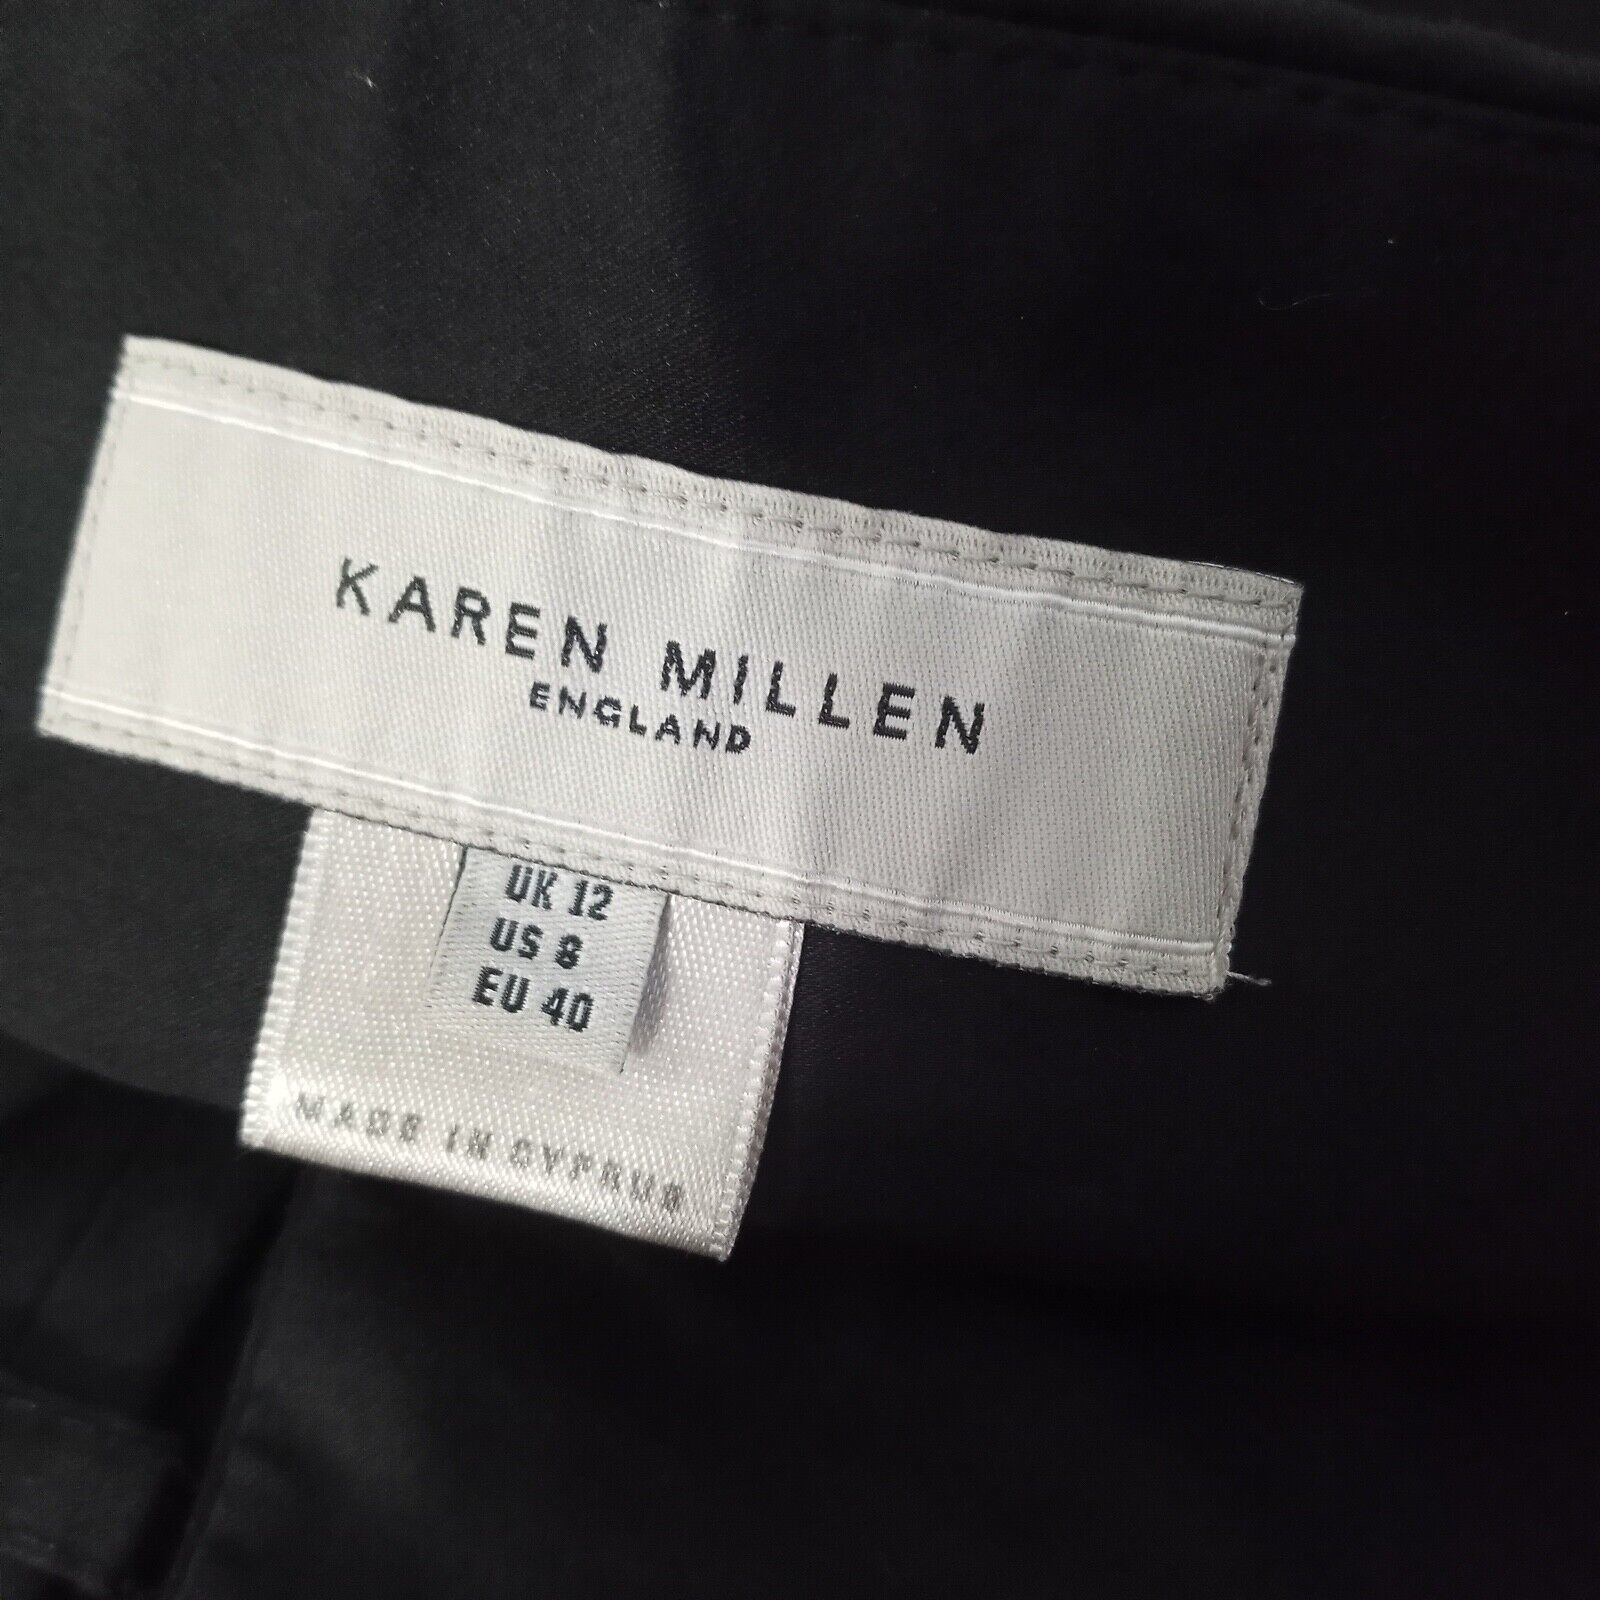 KAREN MILLEN
ENGLAND
UK 12
US 8
EU 40
MADE IN CYPRUS